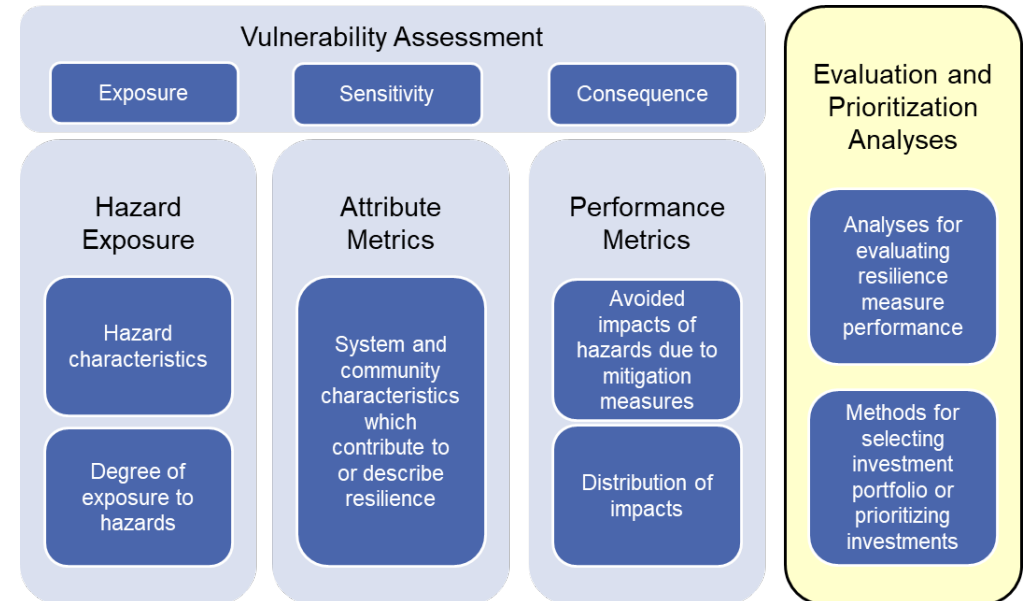 Vulnerability Assessment
Exposure
Sensitivity
Consequence
Hazard
Exposure
Hazard
characteristics
Degree of
exposure to
hazards
Attribute
Metrics
System and
community
characteristics
which
contribute to
or describe
resilience
Performance
Metrics
Avoided
impacts of
hazards due to
mitigation
measures
Distribution of
impacts
Evaluation and
Prioritization
Analyses
Analyses for
evaluating
resilience
measure
performance
Methods for
selecting
investment
portfolio or
prioritizing
investments